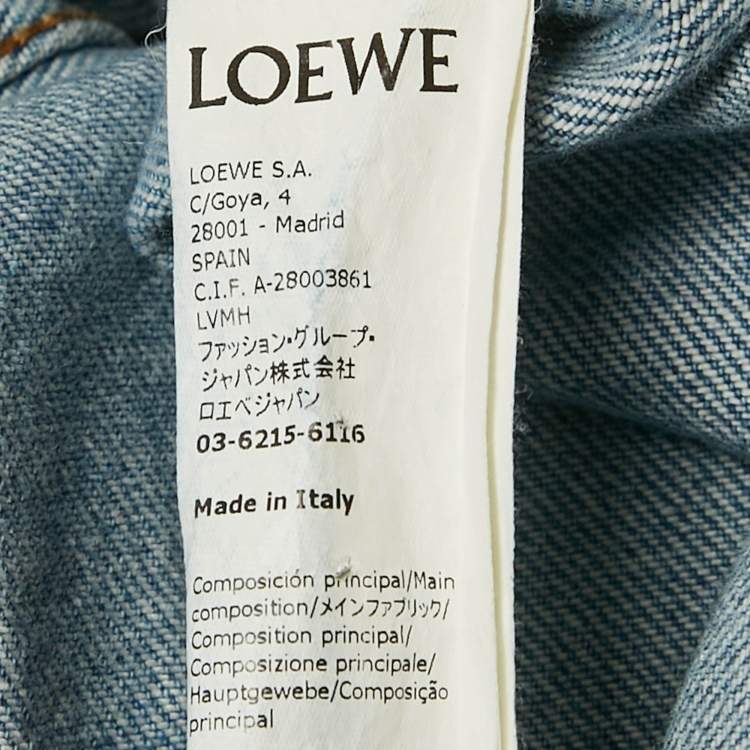 LOEWE
LOEWE S.A.
C/Goya, 4
28001 - Madrid
SPAIN
C.I.F. A-28003861
LVMH
ファッション・グループ・
ジャパン株式会社
ロエベジャパン
03-6215-6116
Made in Italy
Composición principal/Main
composition/メインファブリック/
Composition principal/
Composizione principale/
Hauptgewebe/Composição
principal